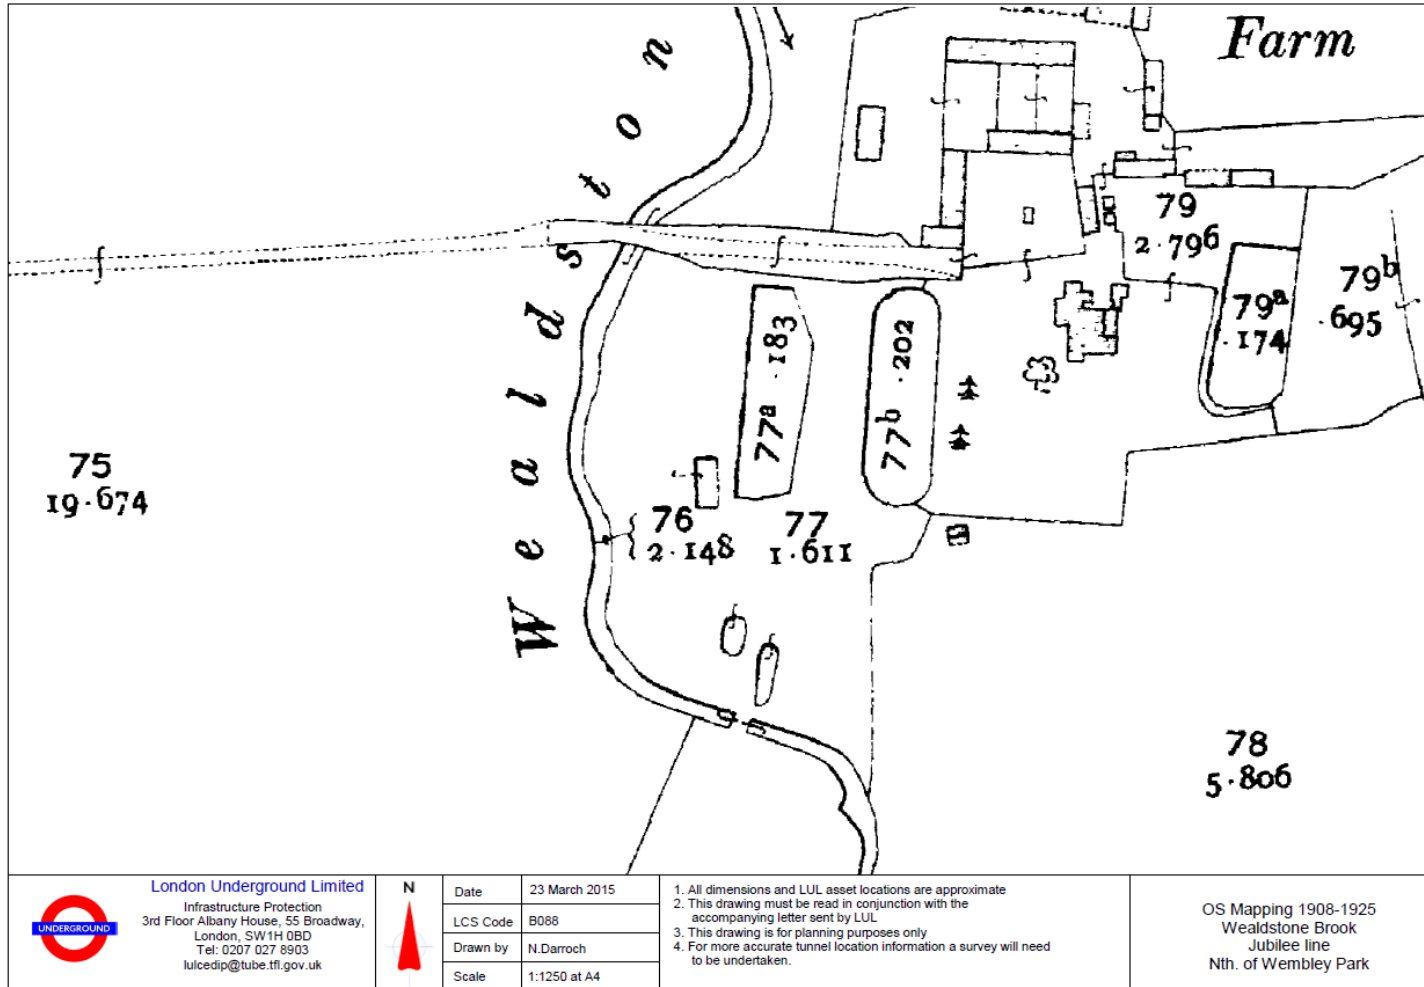 Farm
Wealdston
79
2·796
79a
·174
79b
·695
77a ·183
77b ·202
75
19·674
76
2·148
77
1·611
78
5·806
UNDERGROUND
London Underground Limited
Infrastructure Protection
3rd Floor Albany House, 55 Broadway,
London, SW1H 0BD
Tel: 0207 027 8903
lulcedip@tube.tfl.gov.uk
N
Date 23 March 2015
LCS Code B088
Drawn by N.Darroch
Scale 1:1250 at A4
1. All dimensions and LUL asset locations are approximate
2. This drawing must be read in conjunction with the
accompanying letter sent by LUL
3. This drawing is for planning purposes only
4. For more accurate tunnel location information a survey will need
to be undertaken.
OS Mapping 1908-1925
Wealdstone Brook
Jubilee line
Nth. of Wembley Park